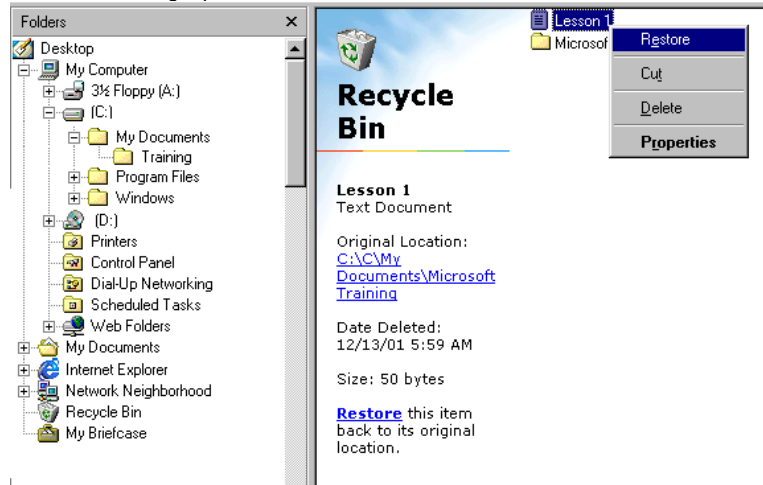 Folders
Desktop
My Computer
3½ Floppy (A:)
(C:)
My Documents
Training
Program Files
Windows
(D:)
Printers
Control Panel
Dial-Up Networking
Scheduled Tasks
Web Folders
My Documents
Internet Explorer
Network Neighborhood
Recycle Bin
My Briefcase
Recycle
Bin
Lesson 1
Text Document
Original Location:
C:\C\My
Documents\Microsoft
Training
Date Deleted:
12/13/01 5:59 AM
Size: 50 bytes
Restore this item
back to its original
location.
Lesson 1
Microsof
Restore
Cut
Delete
Properties